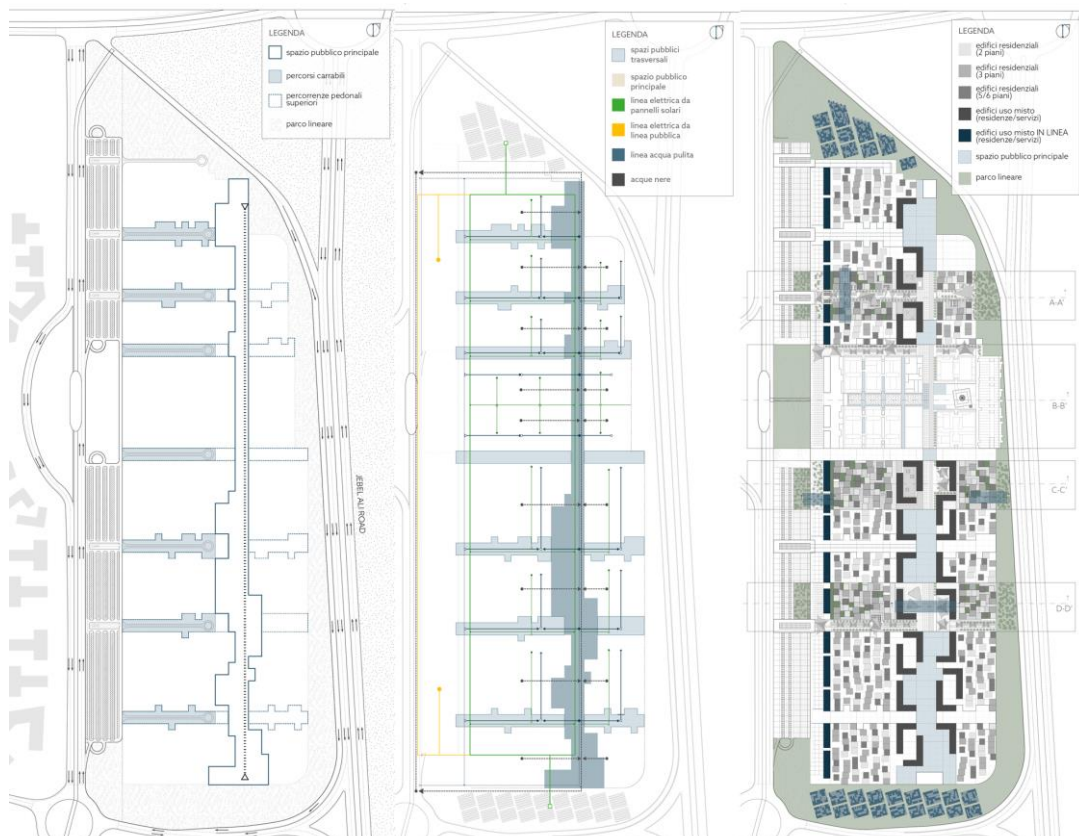 LEGENDA
spazio pubblico principale
percorsi carrabili
percorrenze pedonali
superiori
parco lineare
JEBEL ALI ROAD
LEGENDA
spazi pubblici
trasversali
spazio pubblico
principale
linea elettrica da
pannelli solari
linea elettrica da
linea pubblica
linea acqua pulita
acque nere
LEGENDA
edifici residenziali
(2 piani)
edifici residenziali
(3 piani)
edifici residenziali
(5/6 piani)
edifici uso misto
(residenze/servizi)
edifici uso misto IN LINEA
(residenze/servizi)
spazio pubblico principale
parco lineare
A-A'
B-B'
C-C'
D-D'